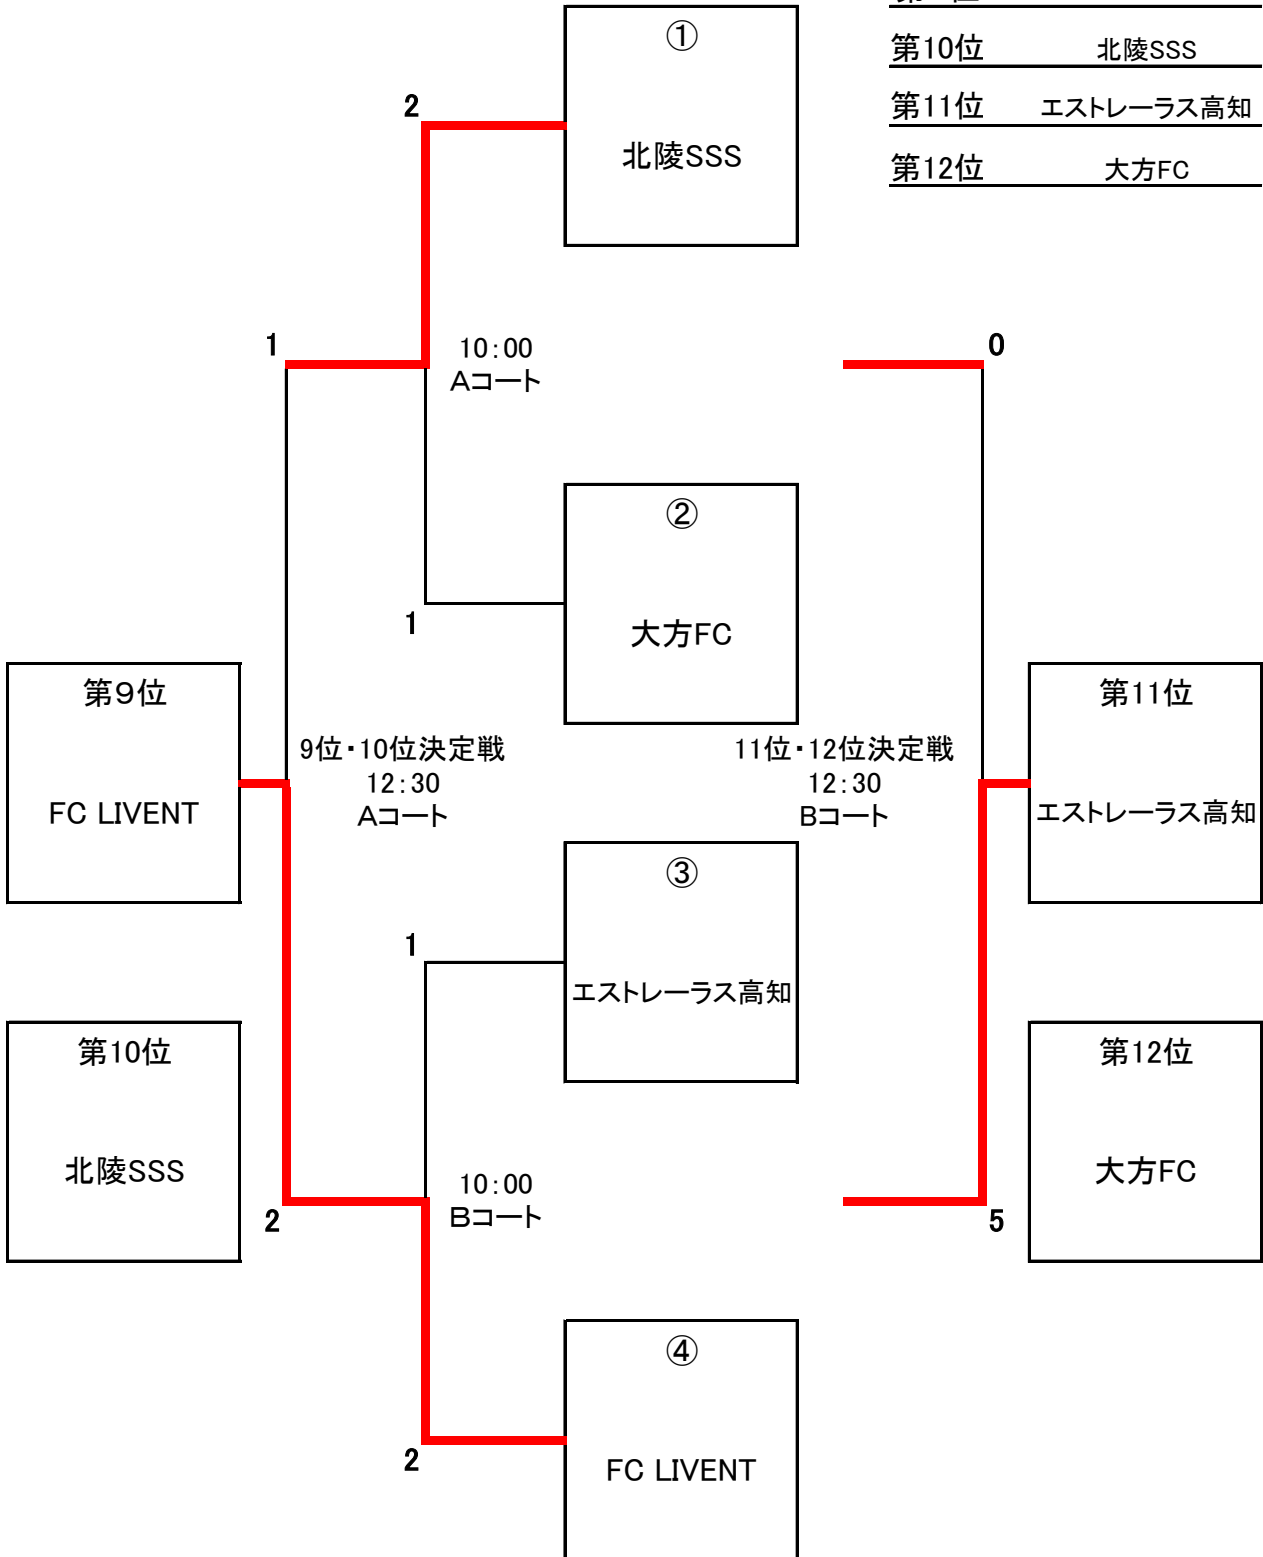 ①
北陵SSS
第10位 北陵SSS
第11位 エストレーラス高知
第12位 大方FC
2
1
10:00
Aコート
0
②
大方FC
1
第９位
FC LIVENT
9位・10位決定戦
12:30
Aコート
11位・12位決定戦
12:30
Bコート
第11位
エストレーラス高知
③
エストレーラス高知
1
第10位
北陵SSS
10:00
Bコート
2
5
第12位
大方FC
④
FC LIVENT
2